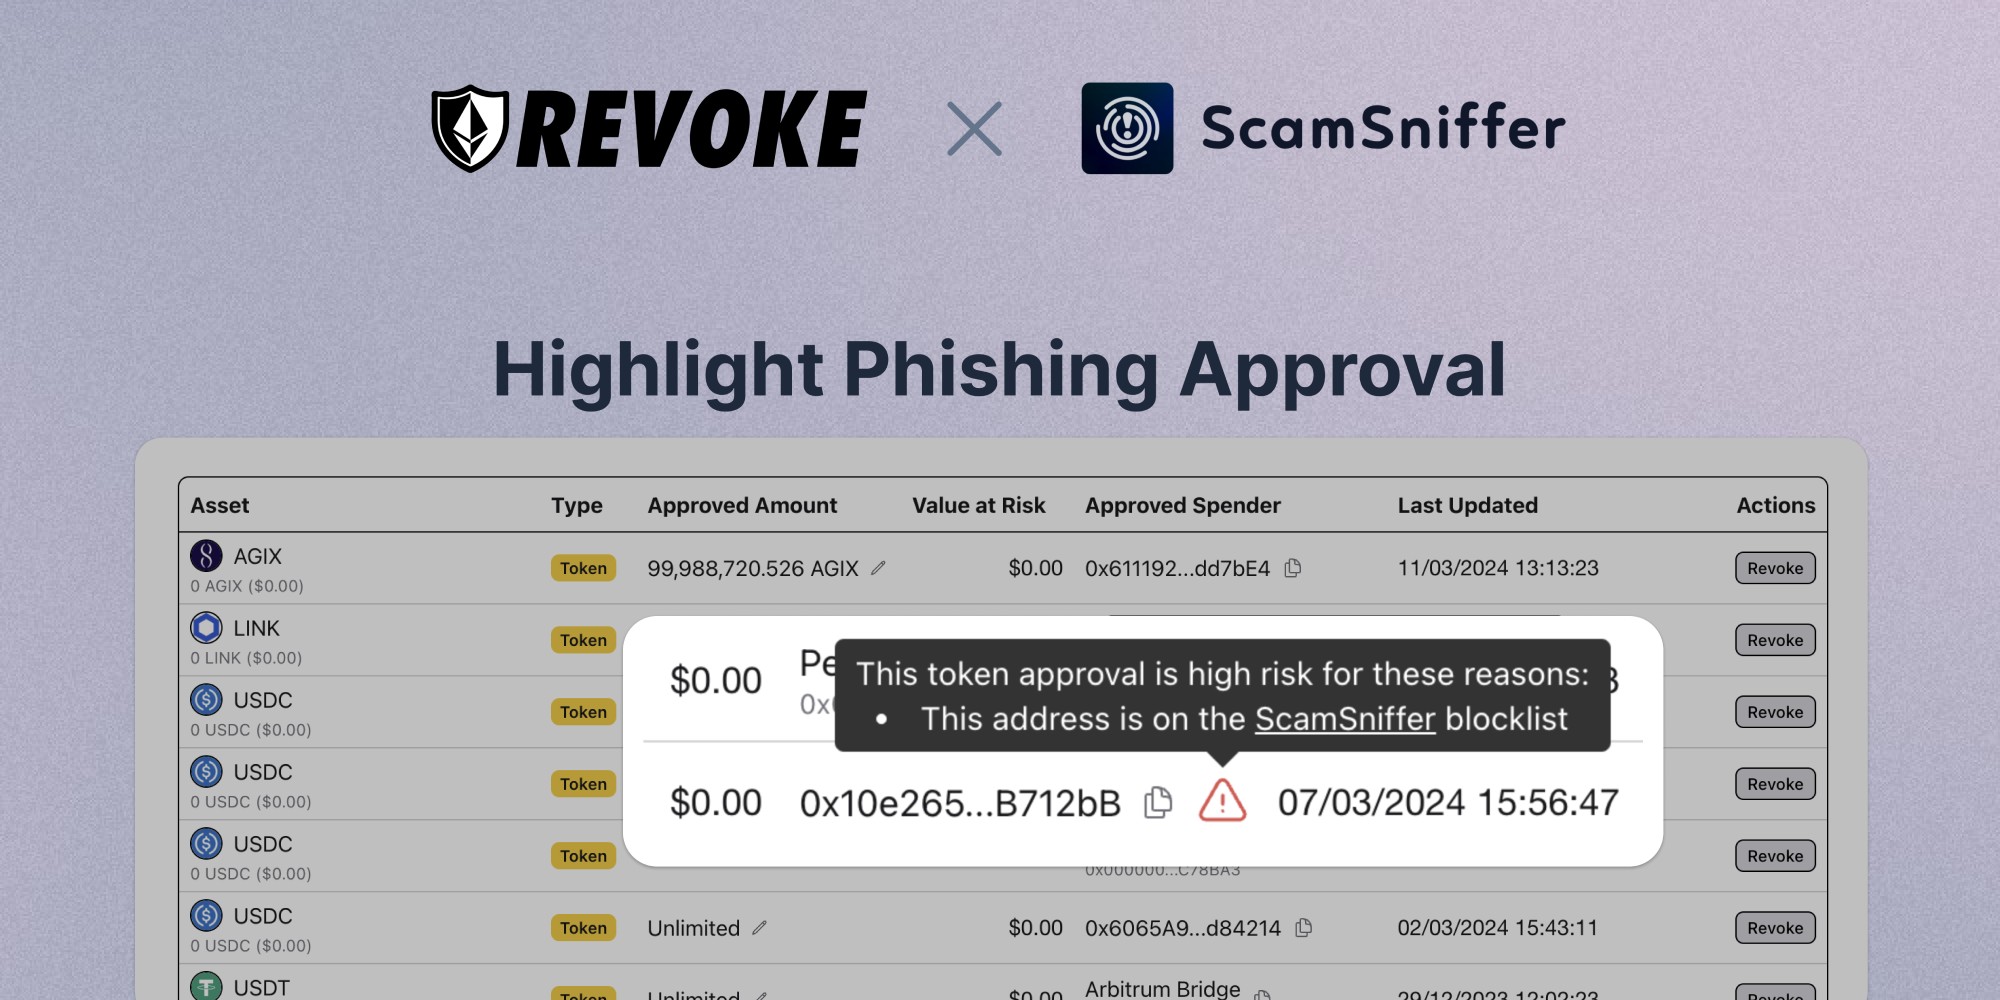 REVOKE
ScamSniffer
Highlight Phishing Approval
Asset Type Approved Amount Value at Risk Approved Spender Last Updated Actions
AGIX
0 AGIX ($0.00)
Token 99,988,720.526 AGIX $0.00 0x611192...dd7bE4 11/03/2024 13:13:23 Revoke
LINK
0 LINK ($0.00)
Token Revoke
USDC
0 USDC ($0.00)
Token Revoke
$0.00 Pe
0x
This token approval is high risk for these reasons:
• This address is on the ScamSniffer blocklist
USDC
0 USDC ($0.00)
Token Revoke
$0.00 0x10e265...B712bB 07/03/2024 15:56:47
USDC
0 USDC ($0.00)
Token Revoke
0x000000...C78BA3
USDC
0 USDC ($0.00)
Token Unlimited $0.00 0x6065A9...d84214 02/03/2024 15:43:11 Revoke
USDT
Token Unlimited $0.00 Arbitrum Bridge 29/12/2023 12:02:23 Revoke